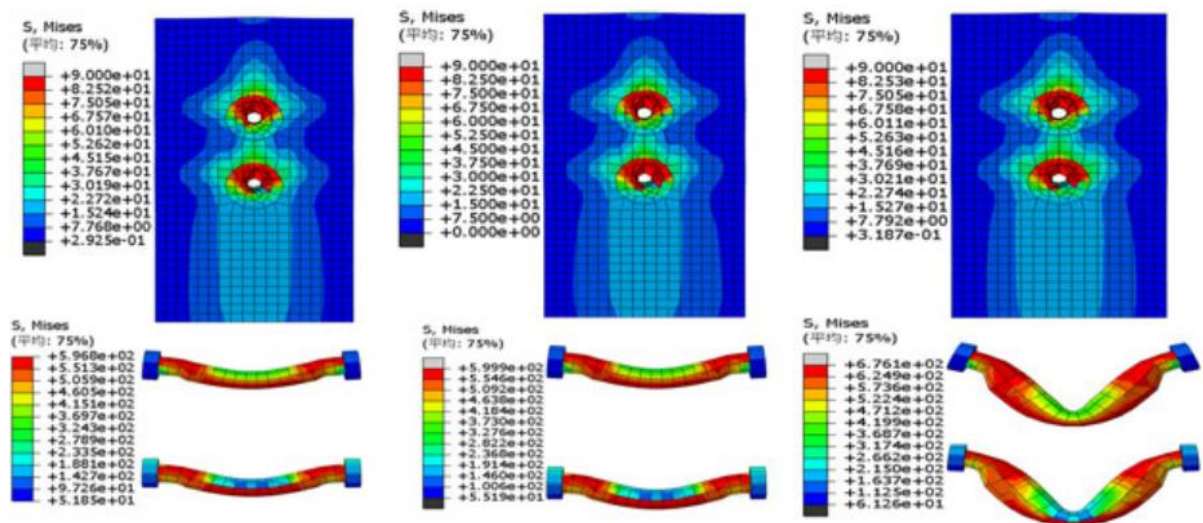 S, Mises
(平均: 75%)
+9.000e+01
+8.252e+01
+7.505e+01
+6.757e+01
+6.010e+01
+5.262e+01
+4.515e+01
+3.767e+01
+3.019e+01
+2.272e+01
+1.524e+01
+7.768e+00
+2.925e-01
S, Mises
(平均: 75%)
+9.000e+01
+8.250e+01
+7.500e+01
+6.750e+01
+6.000e+01
+5.250e+01
+4.500e+01
+3.750e+01
+3.000e+01
+2.250e+01
+1.500e+01
+7.500e+00
+0.000e+00
S, Mises
(平均: 75%)
+9.000e+01
+8.253e+01
+7.505e+01
+6.758e+01
+6.011e+01
+5.263e+01
+4.516e+01
+3.769e+01
+3.021e+01
+2.274e+01
+1.527e+01
+7.792e+00
+3.187e-01
S, Mises
(平均: 75%)
+5.968e+02
+5.513e+02
+5.059e+02
+4.605e+02
+4.151e+02
+3.697e+02
+3.243e+02
+2.789e+02
+2.335e+02
+1.881e+02
+1.427e+02
+9.726e+01
+5.185e+01
S, Mises
(平均: 75%)
+5.999e+02
+5.546e+02
+5.092e+02
+4.638e+02
+4.184e+02
+3.730e+02
+3.276e+02
+2.822e+02
+2.368e+02
+1.914e+02
+1.460e+02
+1.006e+02
+5.519e+01
S, Mises
(平均: 75%)
+6.761e+02
+6.249e+02
+5.736e+02
+5.224e+02
+4.712e+02
+4.199e+02
+3.687e+02
+3.174e+02
+2.662e+02
+2.150e+02
+1.637e+02
+1.125e+02
+6.126e+01